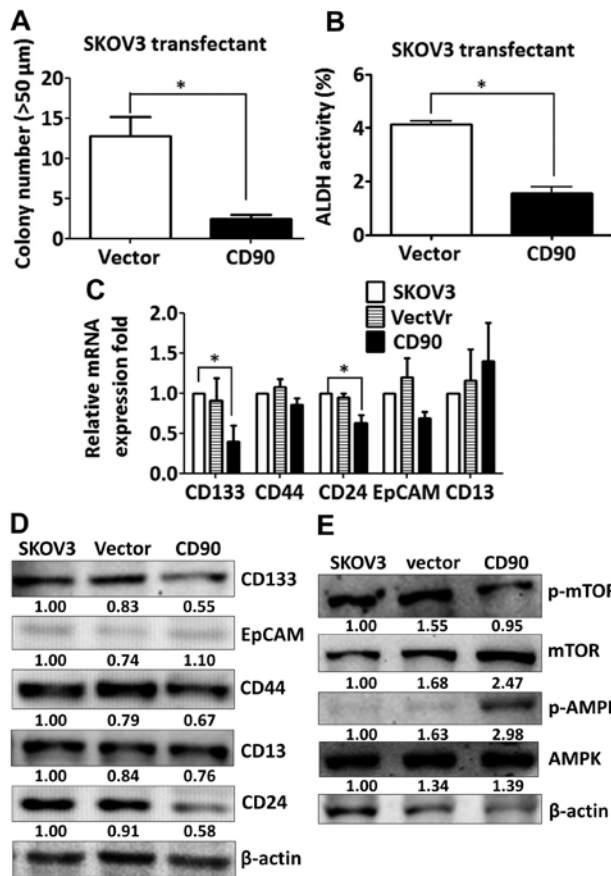 A
SKOV3 transfectant
Colony number (>50 µm)
20
15
10
5
0
*
Vector
CD90
B
SKOV3 transfectant
ALDH activity (%)
6
4
2
0
*
Vector
CD90
C
Relative mRNA
expression fold
2.0
1.5
1.0
0.5
0.0
SKOV3
VectVr
CD90
*
*
CD133 CD44 CD24 EpCAM CD13
D
SKOV3 Vector CD90
CD133
1.00 0.83 0.55
EpCAM
1.00 0.74 1.10
CD44
1.00 0.79 0.67
CD13
1.00 0.84 0.76
CD24
1.00 0.91 0.58
β-actin
E
SKOV3 vector CD90
p-mTOR
1.00 1.55 0.95
mTOR
1.00 1.68 2.47
p-AMPK
1.00 1.63 2.98
AMPK
1.00 1.34 1.39
β-actin